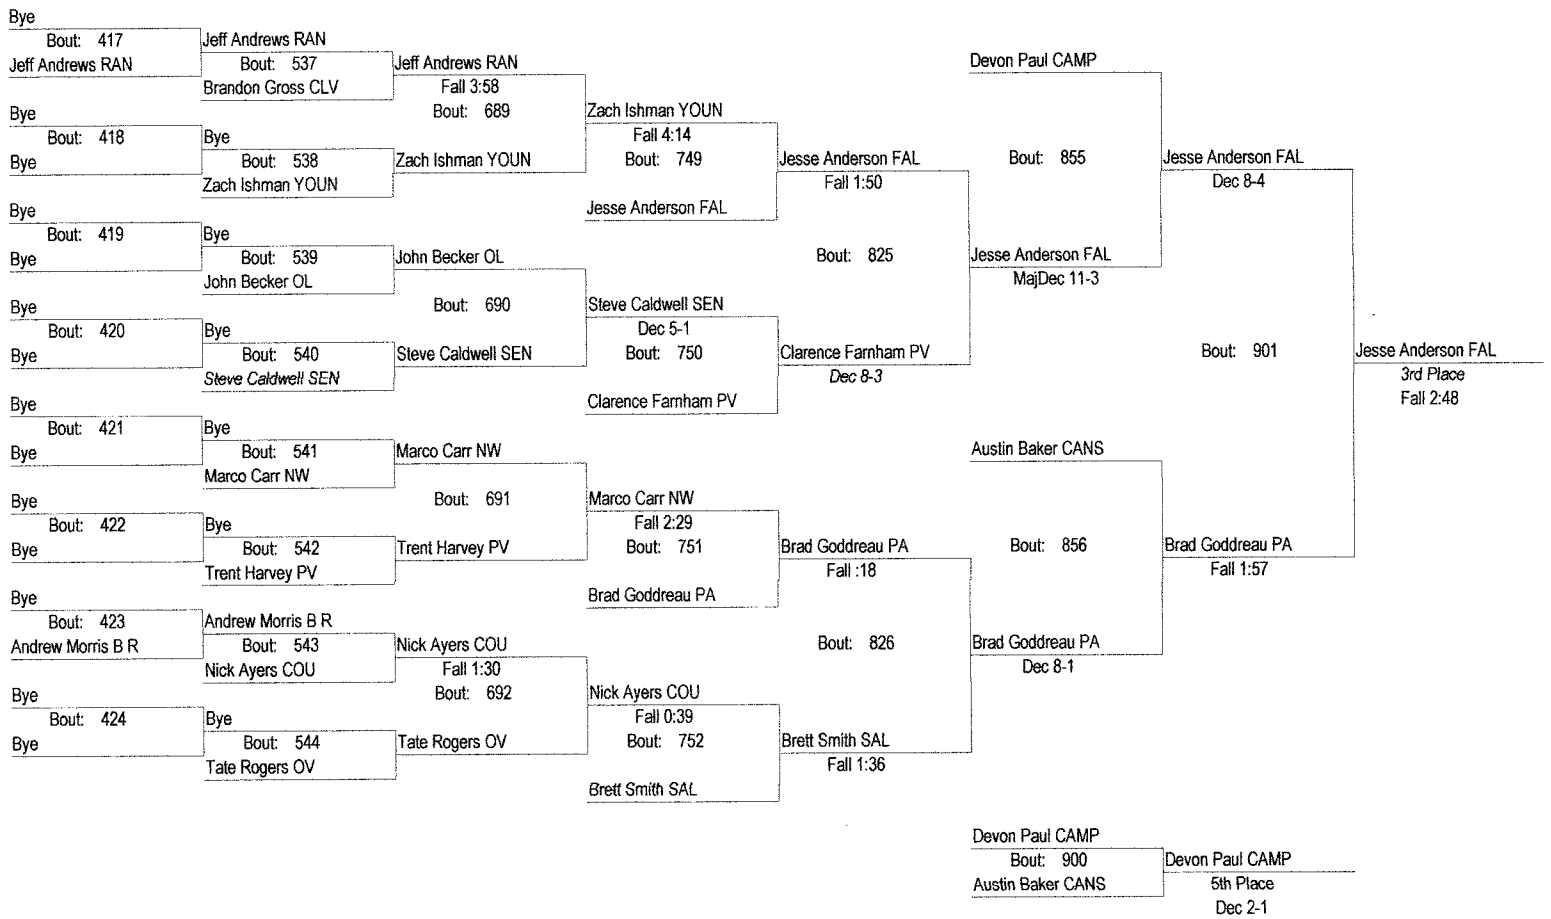 Bye
Bout: 417
Jeff Andrews RAN
Bye
Bout: 418
Bye
Bye
Bout: 419
Bye
Bye
Bout: 420
Bye
Bye
Bout: 421
Bye
Bye
Bout: 422
Bye
Bye
Bout: 423
Andrew Morris B R
Bye
Bout: 424
Bye
Jeff Andrews RAN
Bout: 537
Brandon Gross CLV
Bye
Bout: 538
Zach Ishman YOUN
Bye
Bout: 539
John Becker OL
Bye
Bout: 540
Steve Caldwell SEN
Bye
Bout: 541
Marco Carr NW
Bye
Bout: 542
Trent Harvey PV
Andrew Morris B R
Bout: 543
Nick Ayers COU
Bye
Bout: 544
Tate Rogers OV
Jeff Andrews RAN
Fall 3:58
Bout: 689
Zach Ishman YOUN
John Becker OL
Bout: 690
Steve Caldwell SEN
Marco Carr NW
Bout: 691
Trent Harvey PV
Nick Ayers COU
Fall 1:30
Bout: 692
Tate Rogers OV
Zach Ishman YOUN
Fall 4:14
Bout: 749
Jesse Anderson FAL
Steve Caldwell SEN
Dec 5-1
Bout: 750
Clarence Farnham PV
Marco Carr NW
Fall 2:29
Bout: 751
Brad Goddreau PA
Nick Ayers COU
Fall 0:39
Bout: 752
Brett Smith SAL
Jesse Anderson FAL
Fall 1:50
Bout: 825
Clarence Farnham PV
Dec 8-3
Brad Goddreau PA
Fall :18
Bout: 826
Brett Smith SAL
Fall 1:36
Devon Paul CAMP
Bout: 855
Jesse Anderson FAL
MajDec 11-3
Austin Baker CANS
Bout: 856
Brad Goddreau PA
Dec 8-1
Jesse Anderson FAL
Dec 8-4
Bout: 901
Brad Goddreau PA
Fall 1:57
Jesse Anderson FAL
3rd Place
Fall 2:48
Devon Paul CAMP
Bout: 900
Austin Baker CANS
Devon Paul CAMP
5th Place
Dec 2-1